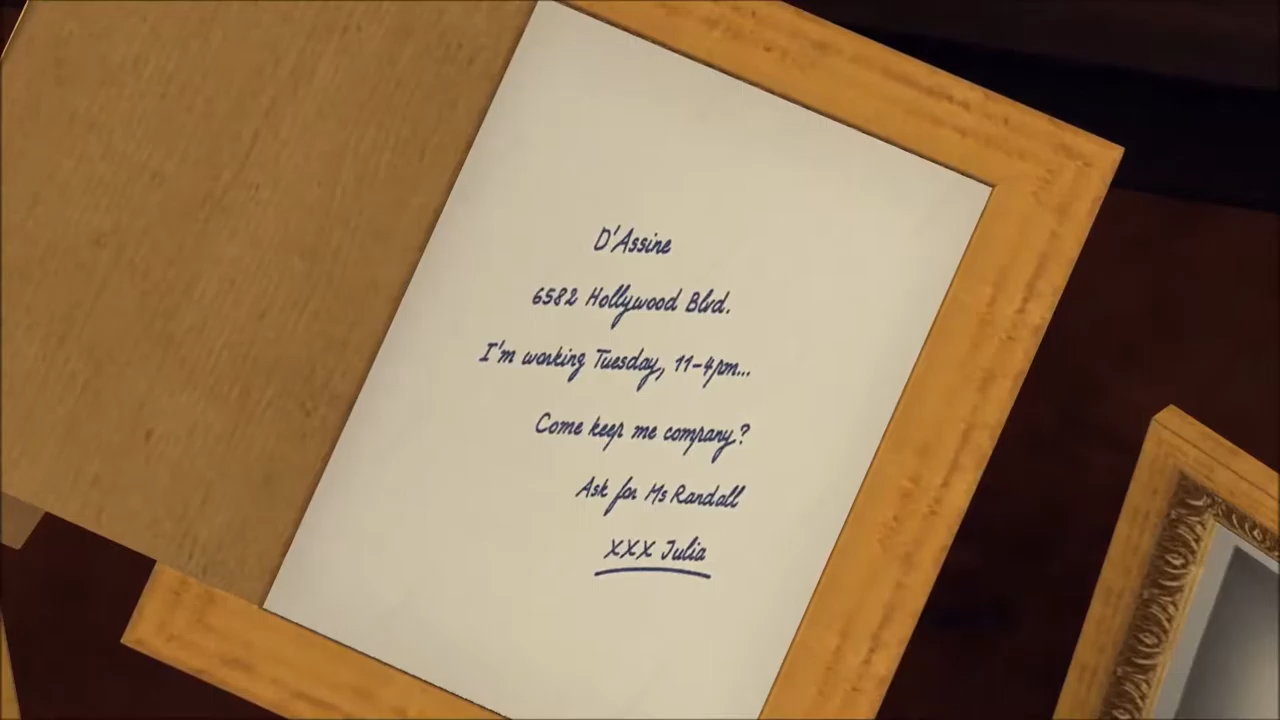 D'Assine
6582 Hollywood Blvd.
I'm working Tuesday, 11-4pm...
Come keep me company?
Ask for Ms Randall
XXX Julia